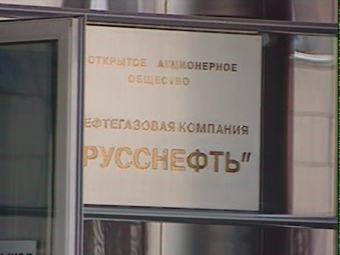 ОТКРЫТОЕ АКЦИОНЕРНОЕ
ОБЩЕСТВО
ЕФТЕГАЗОВАЯ КОМПАНИЯ
РУССНЕФТЬ"